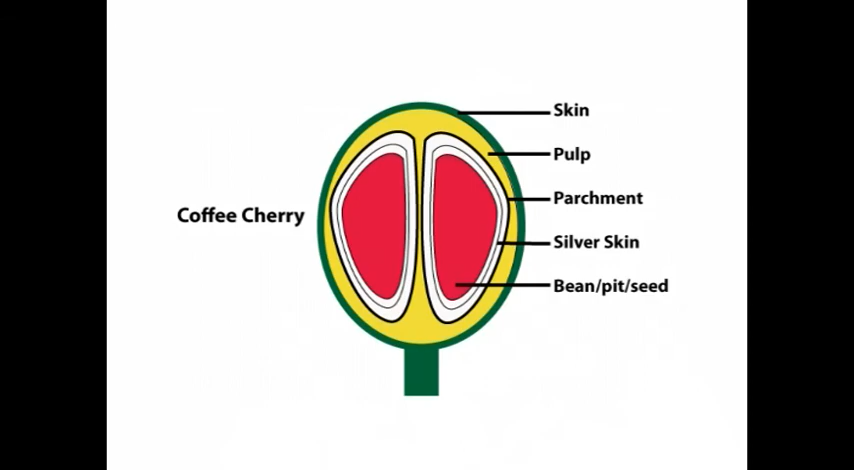 Skin
Pulp
Parchment
Coffee Cherry
Silver Skin
Bean/pit/seed